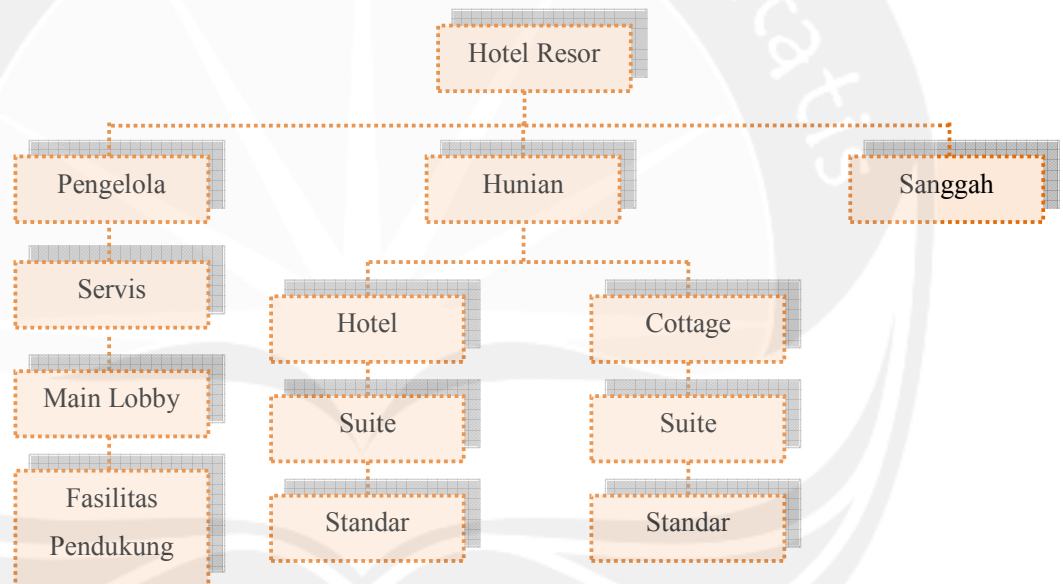 Hotel Resor
Pengelola
Hunian
Sanggah
Servis
Hotel
Cottage
Main Lobby
Suite
Suite
Fasilitas
Pendukung
Standar
Standar